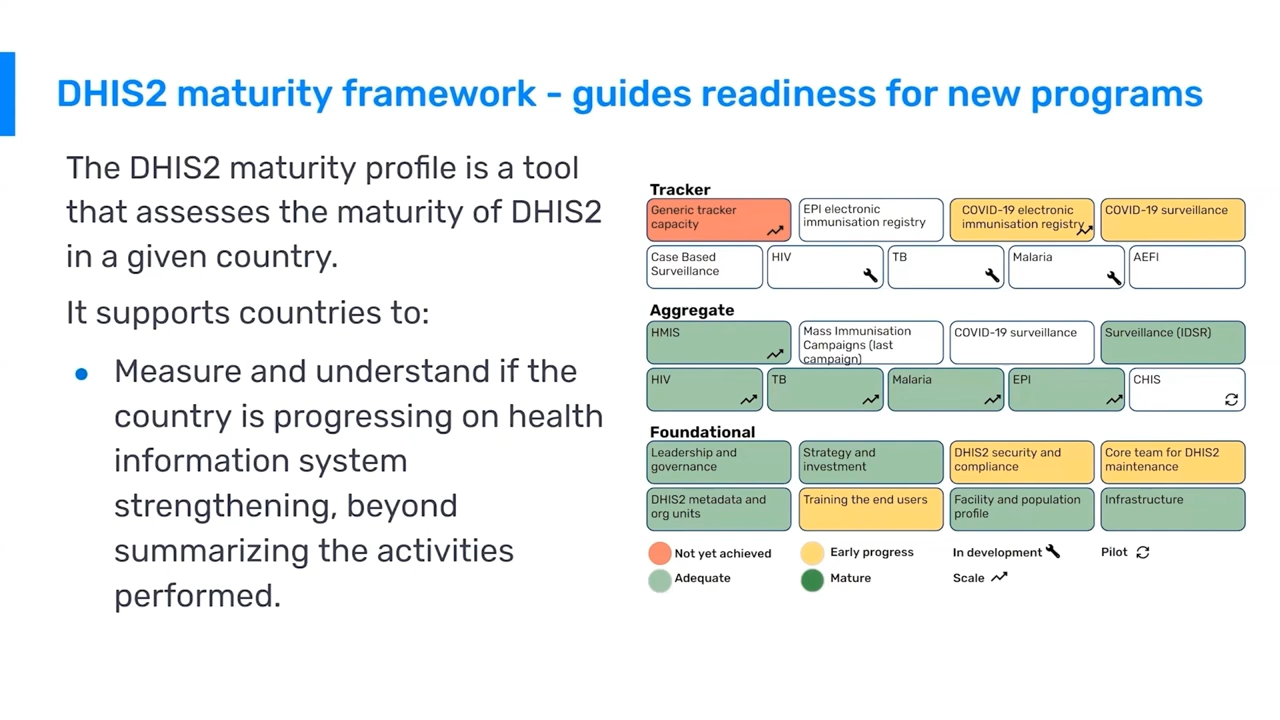 DHIS2 maturity framework - guides readiness for new programs
The DHIS2 maturity profile is a tool
that assesses the maturity of DHIS2
in a given country.
It supports countries to:
• Measure and understand if the
country is progressing on health
information system
strengthening, beyond
summarizing the activities
performed.
Tracker
Generic tracker
capacity
EPI electronic
immunisation registry
COVID-19 electronic
immunisation registry
COVID-19 surveillance
Case Based
Surveillance
HIV
TB
Malaria
AEFI
Aggregate
HMIS
Mass Immunisation
Campaigns (last
campaign)
COVID-19 surveillance
Surveillance (IDSR)
HIV
TB
Malaria
EPI
CHIS
Foundational
Leadership and
governance
Strategy and
investment
DHIS2 security and
compliance
Core team for DHIS2
maintenance
DHIS2 metadata and
org units
Training the end users
Facility and population
profile
Infrastructure
Not yet achieved
Early progress
In development
Pilot
Adequate
Mature
Scale